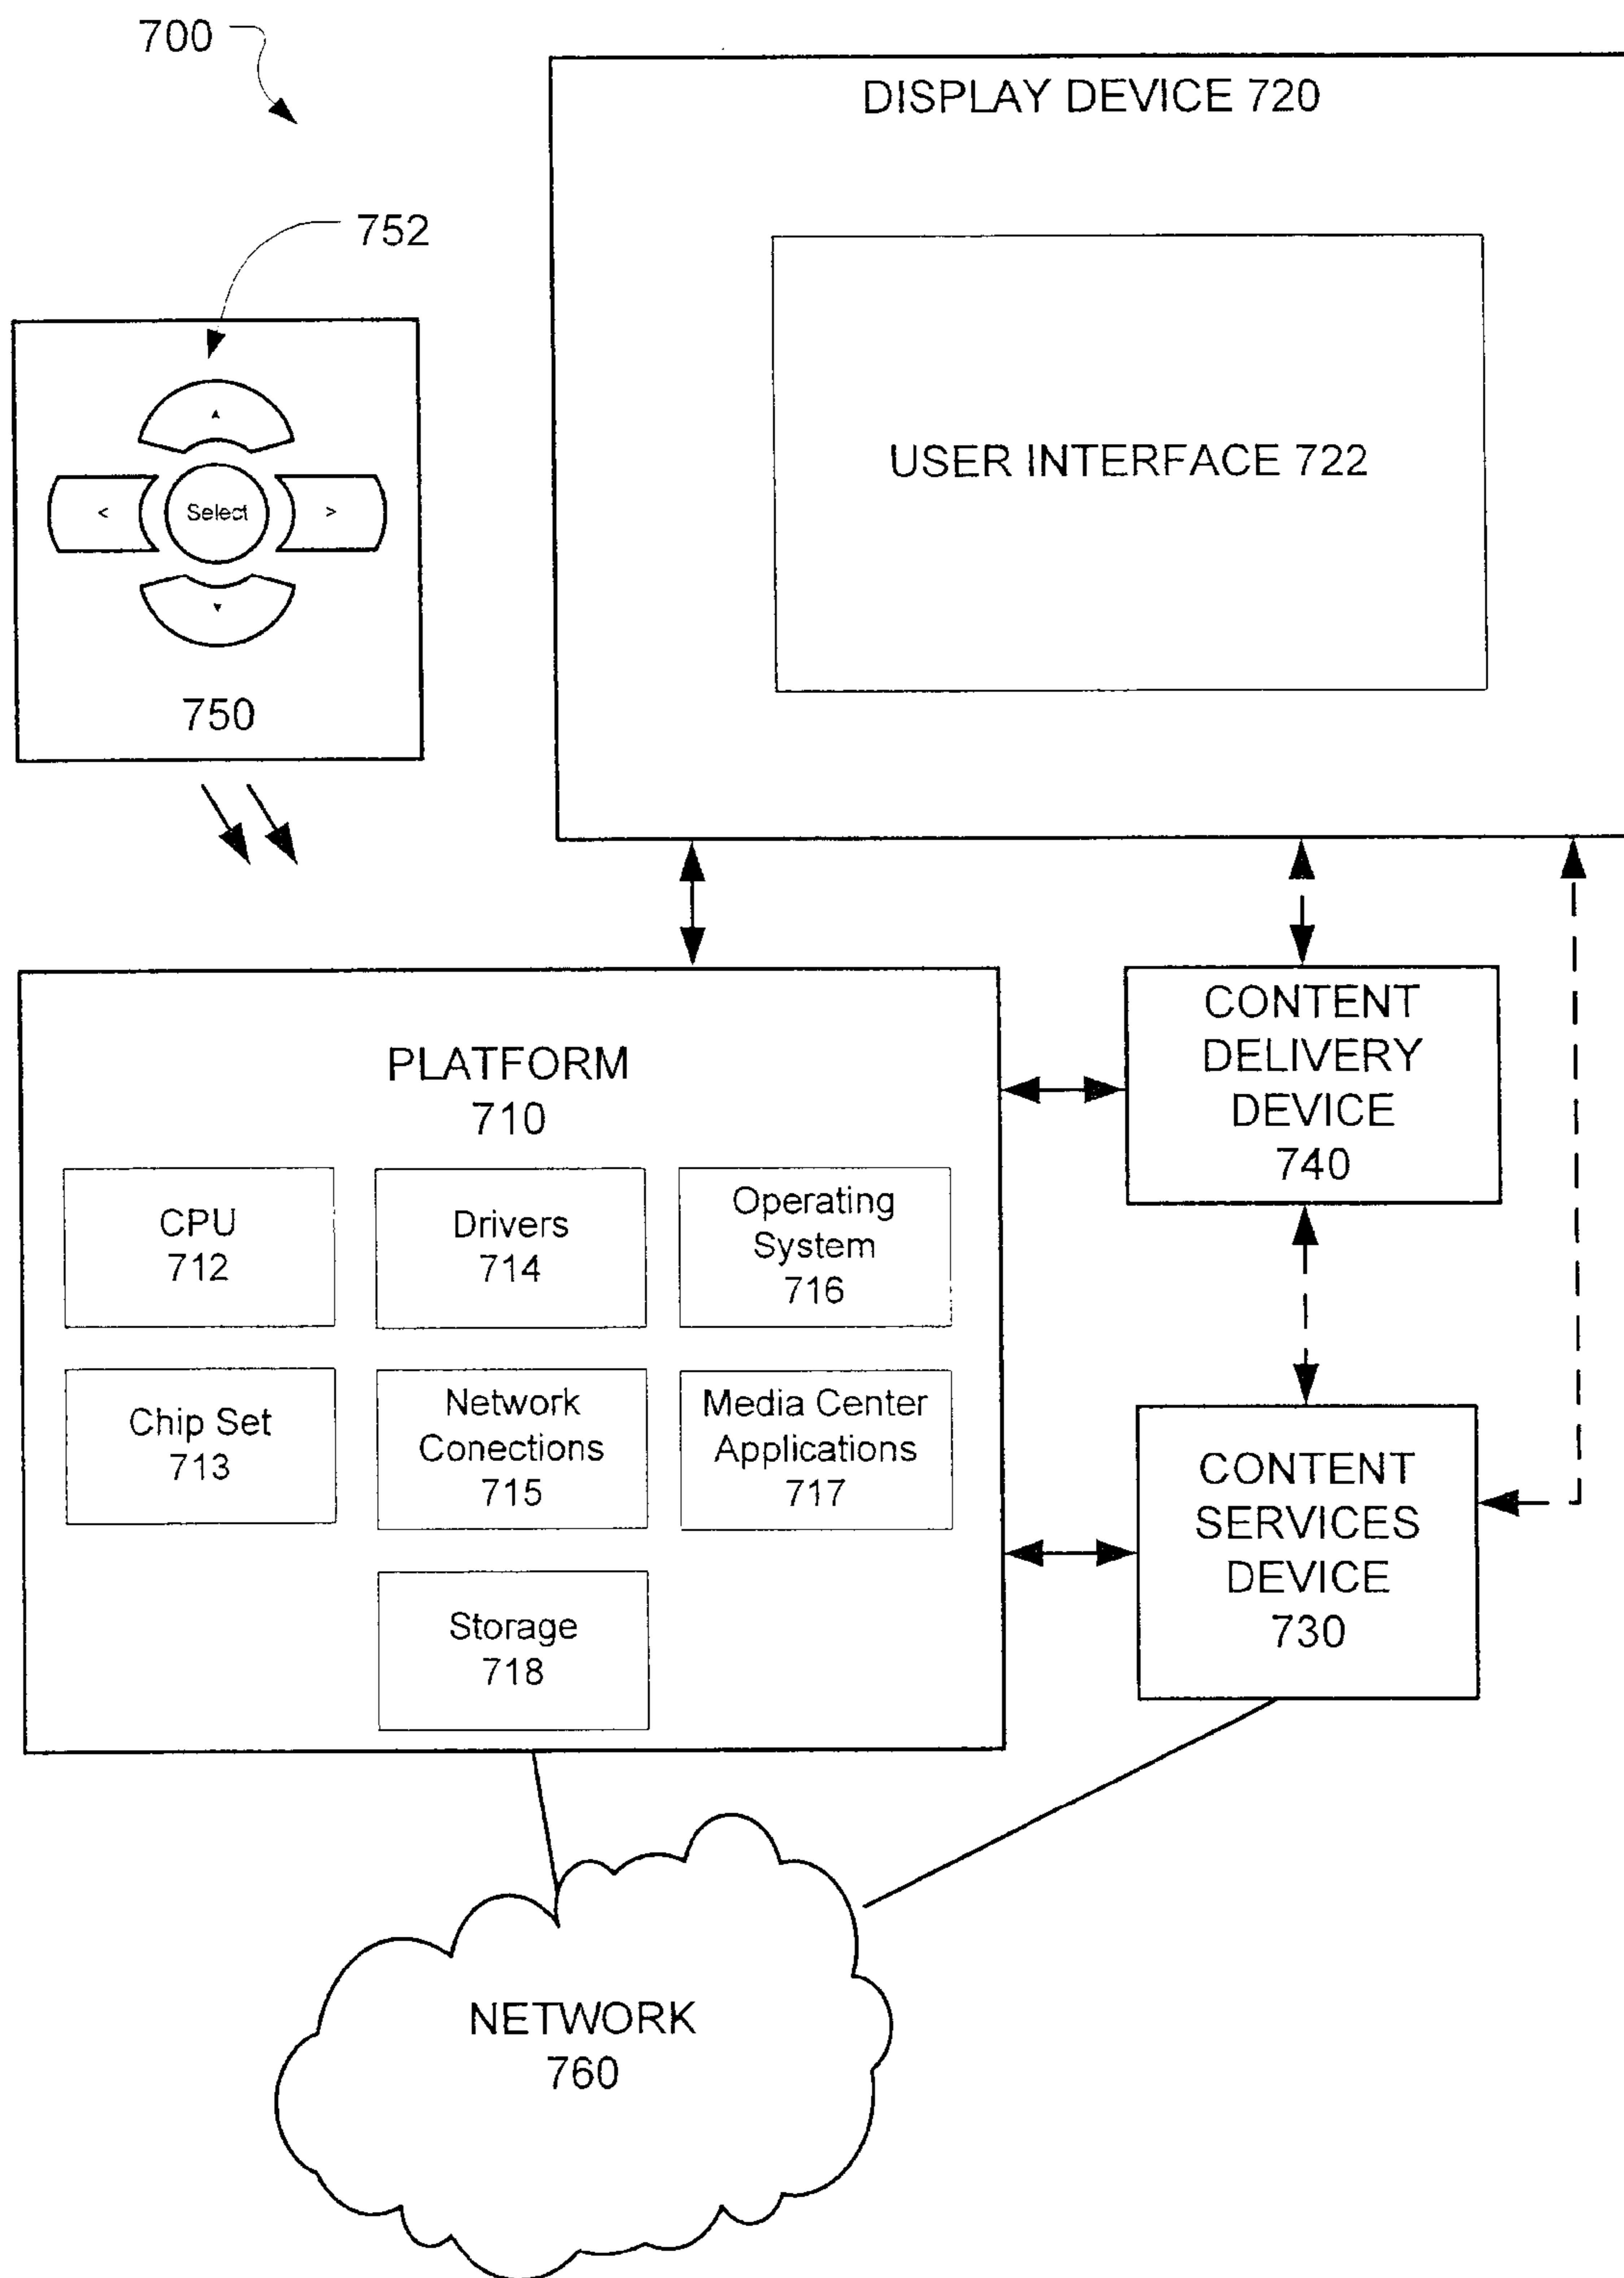 700
DISPLAY DEVICE 720
752
USER INTERFACE 722
<
Select
>
750
PLATFORM
710
CONTENT
DELIVERY
DEVICE
740
CPU
712
Drivers
714
Operating
System
716
Chip Set
713
Network
Conections
715
Media Center
Applications
717
CONTENT
SERVICES
DEVICE
730
Storage
718
NETWORK
760